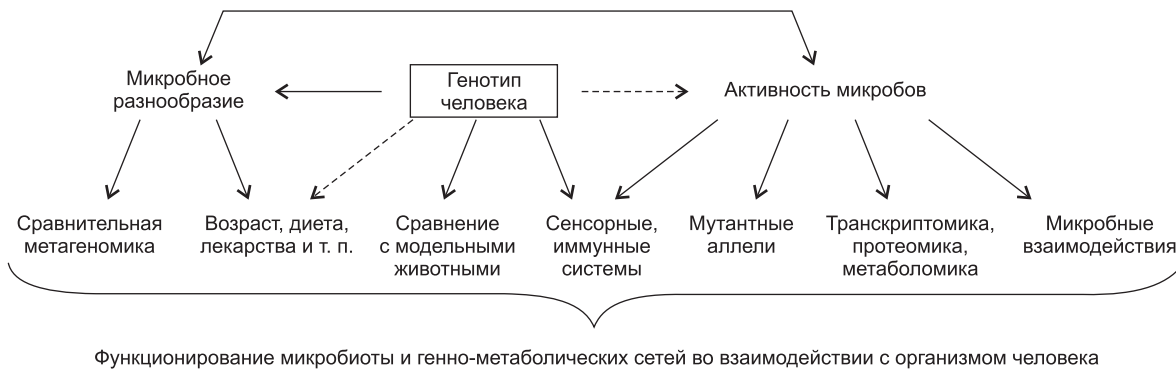 Микробное
разнообразие
Генотип
человека
Активность микробов
Сравнительная
метагеномика
Возраст, диета,
лекарства и т. п.
Сравнение
с модельными
животными
Сенсорные,
иммунные
системы
Мутантные
аллели
Транскриптомика,
протеомика,
метаболомика
Микробные
взаимодействия
Функционирование микробиоты и генно-метаболических сетей во взаимодействии с организмом человека